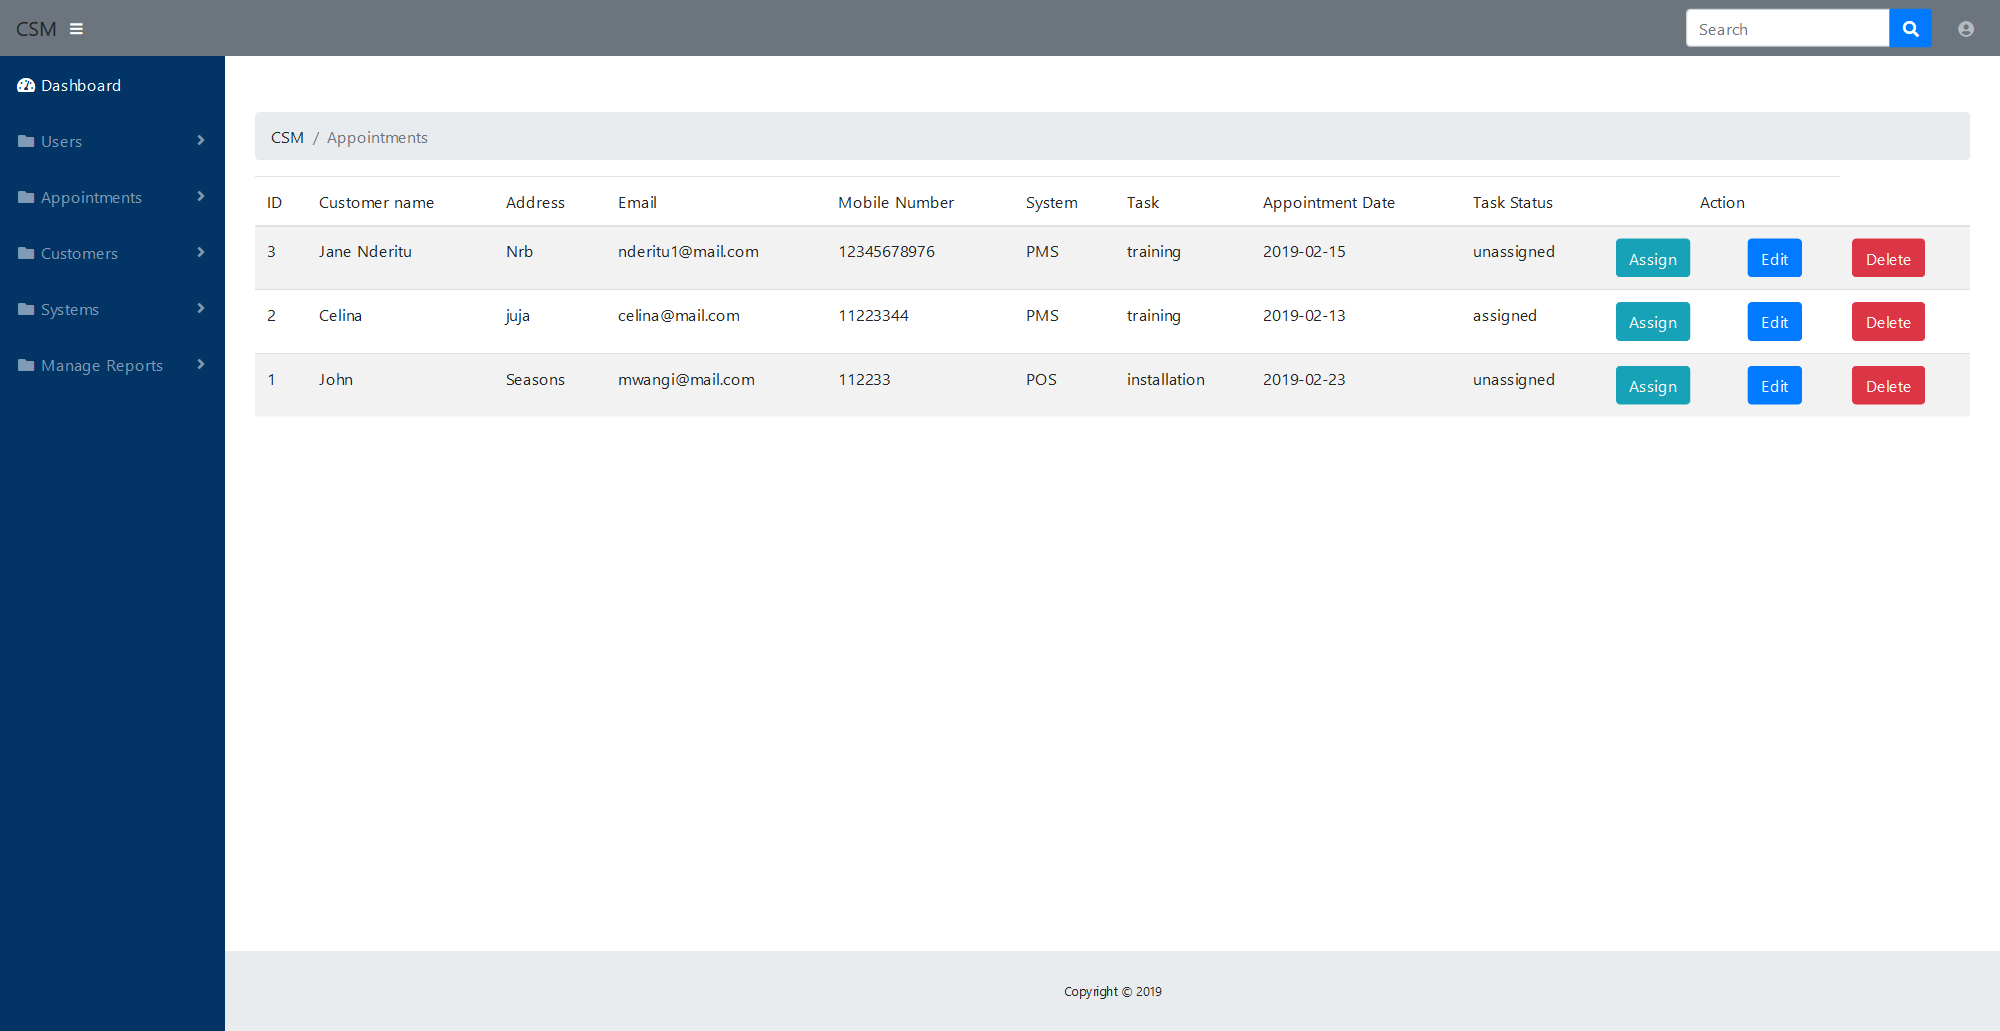 CSM Search
Dashboard
Users
Appointments
Customers
Systems
Manage Reports
CSM / Appointments
ID Customer name Address Email Mobile Number System Task Appointment Date Task Status Action
3 Jane Nderitu Nrb nderitu1@mail.com 12345678976 PMS training 2019-02-15 unassigned Assign Edit Delete
2 Celina juja celina@mail.com 11223344 PMS training 2019-02-13 assigned Assign Edit Delete
1 John Seasons mwangi@mail.com 112233 POS installation 2019-02-23 unassigned Assign Edit Delete
Copyright © 2019